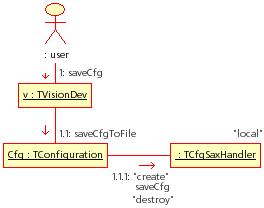 : user
1: saveCfg
v : TVisionDev
1.1: saveCfgToFile
"local"
Cfg : TConfiguration
: TCfgSaxHandler
1.1.1: "create"
saveCfg
"destroy"